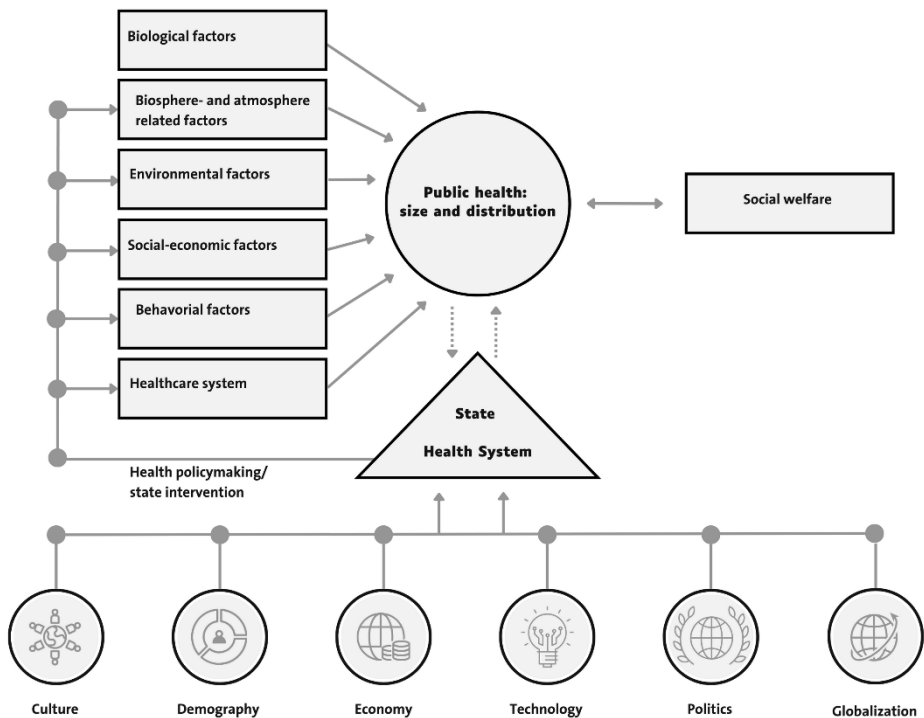 Biological factors
Biosphere- and atmosphere
related factors
Environmental factors
Social-economic factors
Behavorial factors
Healthcare system
Public health:
size and distribution
Social welfare
State
Health System
Health policymaking/
state intervention
Culture
Demography
Economy
Technology
Politics
Globalization